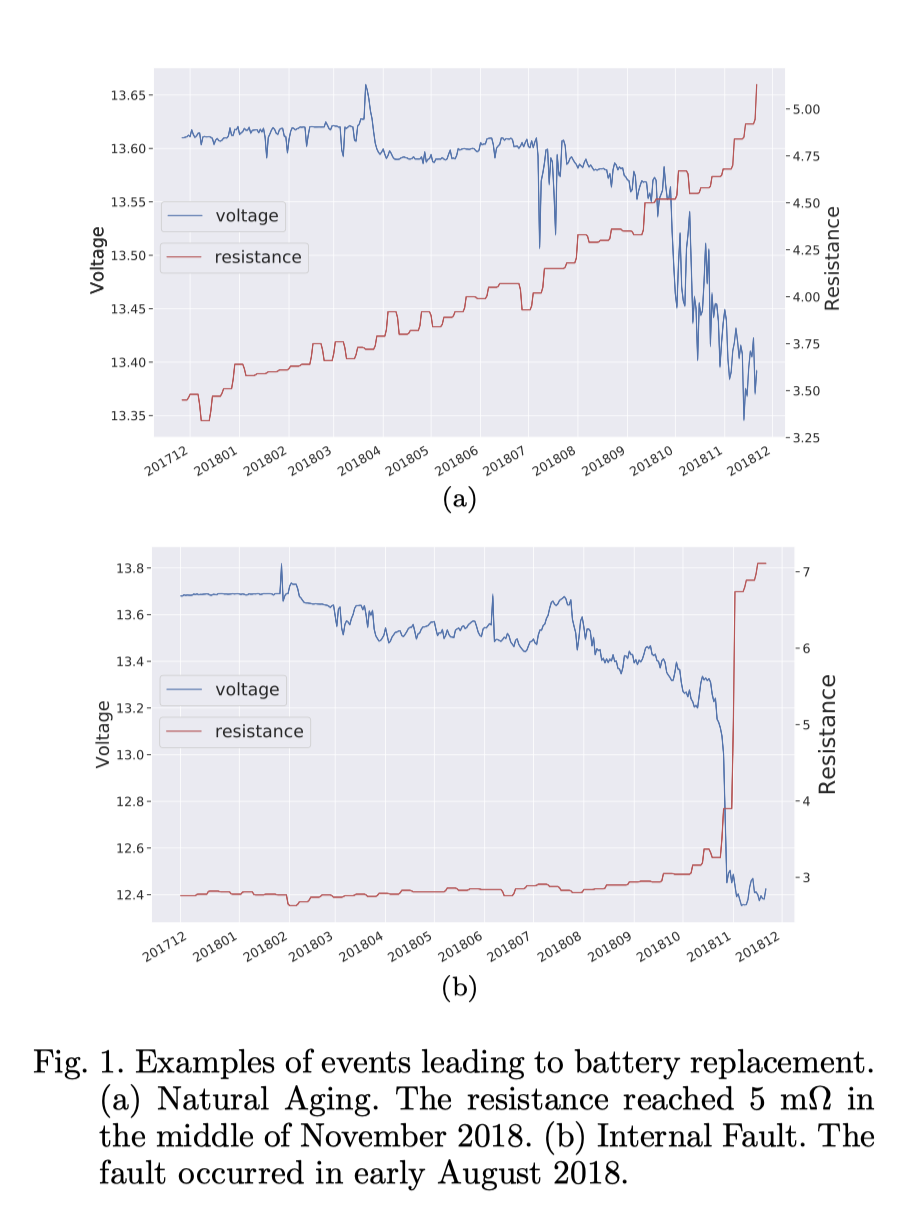 13.65
13.60
13.55
13.50
13.45
13.40
13.35
Voltage
voltage
resistance
5.00
4.75
4.50
4.25
4.00
3.75
3.50
3.25
Resistance
201712 201801 201802 201803 201804 201805 201806 201807 201808 201809 201810 201811 201812
(a)
13.8
13.6
13.4
13.2
13.0
12.8
12.6
12.4
Voltage
voltage
resistance
7
6
5
4
3
Resistance
201712 201801 201802 201803 201804 201805 201806 201807 201808 201809 201810 201811 201812
(b)
Fig. 1. Examples of events leading to battery replacement.
(a) Natural Aging. The resistance reached 5 mΩ in
the middle of November 2018. (b) Internal Fault. The
fault occurred in early August 2018.